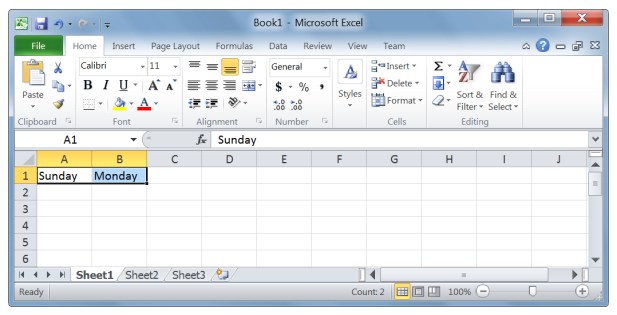 Book1 - Microsoft Excel
File Home Insert Page Layout Formulas Data Review View Team
Calibri 11 General Insert Σ
Paste B I U A A $ % , Styles Delete Sort & Find &
A .0 .00 .00 .0 Format Filter Select
Clipboard Font Alignment Number Cells Editing
A1 fx Sunday
A B C D E F G H I J
1 Sunday Monday
2
3
4
5
6
Sheet1 Sheet2 Sheet3
Ready Count: 2 100%